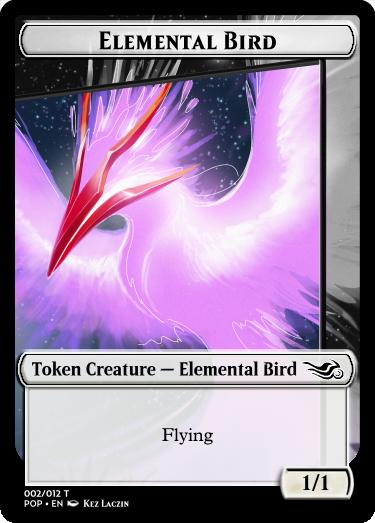 Elemental Bird
Token Creature — Elemental Bird
Flying
1/1
002/012 T
POP • EN Kez Laczin